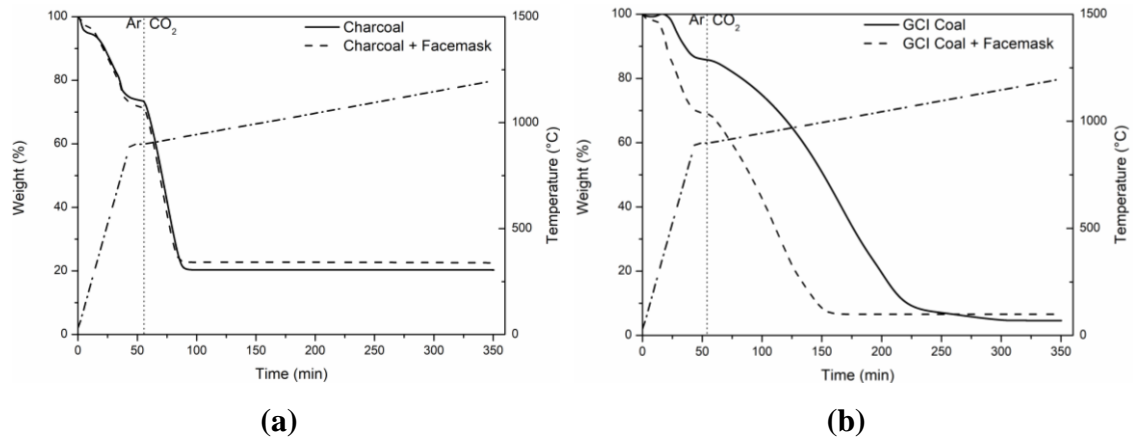 Ar CO2
Charcoal
Charcoal + Facemask
Weight (%)
100
80
60
40
20
0
1500
1000
500
0
Temperature (°C)
0 50 100 150 200 250 300 350
Time (min)
(a)
Ar CO2
GCI Coal
GCI Coal + Facemask
Weight (%)
100
80
60
40
20
0
1500
1000
500
0
Temperature (°C)
0 50 100 150 200 250 300 350
Time (min)
(b)